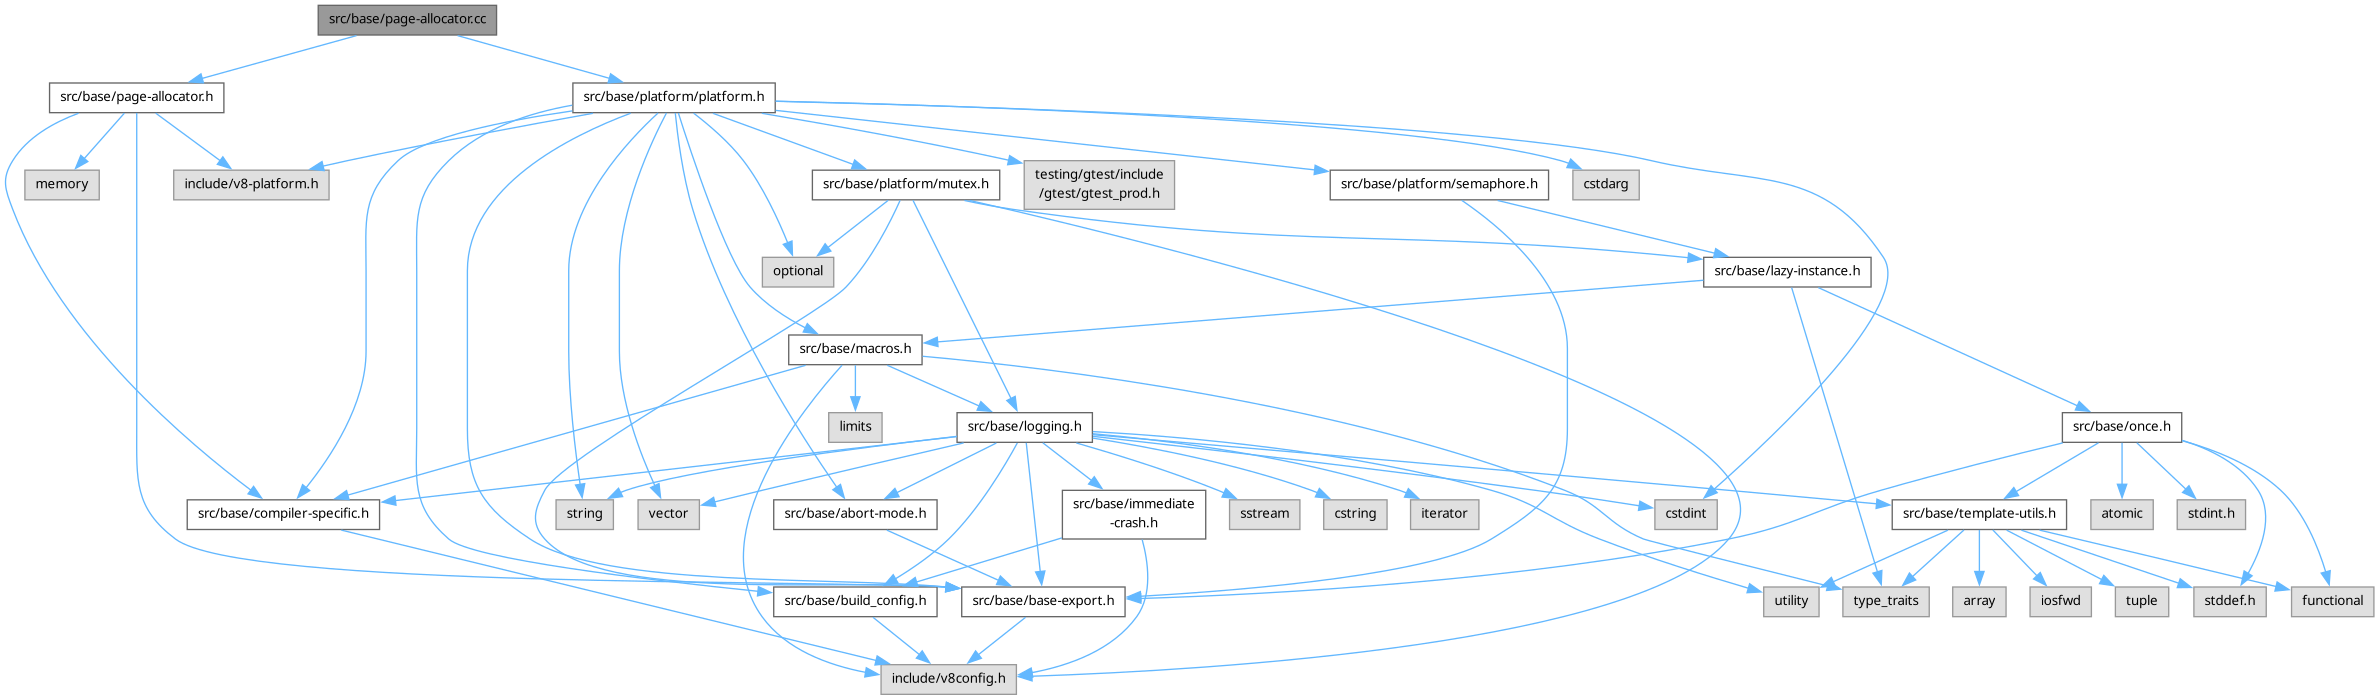 src/base/page-allocator.cc
src/base/page-allocator.h
src/base/platform/platform.h
memory
include/v8-platform.h
src/base/platform/mutex.h
testing/gtest/include
/gtest/gtest_prod.h
src/base/platform/semaphore.h
cstdarg
optional
src/base/lazy-instance.h
src/base/macros.h
limits
src/base/logging.h
src/base/once.h
src/base/compiler-specific.h
string
vector
src/base/abort-mode.h
src/base/immediate
-crash.h
sstream
cstring
iterator
cstdint
src/base/template-utils.h
atomic
stdint.h
src/base/build_config.h
src/base/base-export.h
utility
type_traits
array
iosfwd
tuple
stddef.h
functional
include/v8config.h